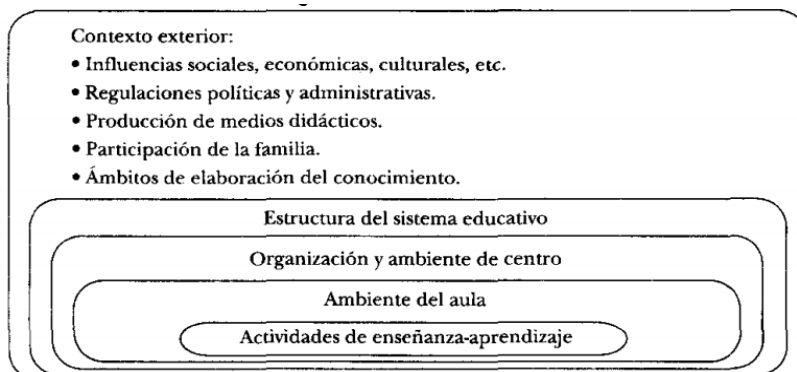 Contexto exterior:
• Influencias sociales, económicas, culturales, etc.
• Regulaciones políticas y administrativas.
• Producción de medios didácticos.
• Participación de la familia.
• Ámbitos de elaboración del conocimiento.
Estructura del sistema educativo
Organización y ambiente de centro
Ambiente del aula
Actividades de enseñanza-aprendizaje